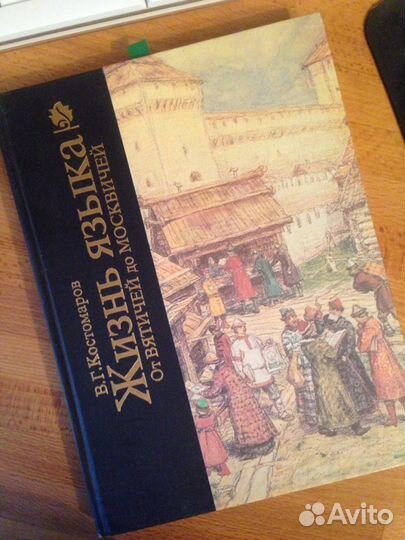 В.Г.Костомаров
Жизнь языка
От вятичей до москвичей
Avito